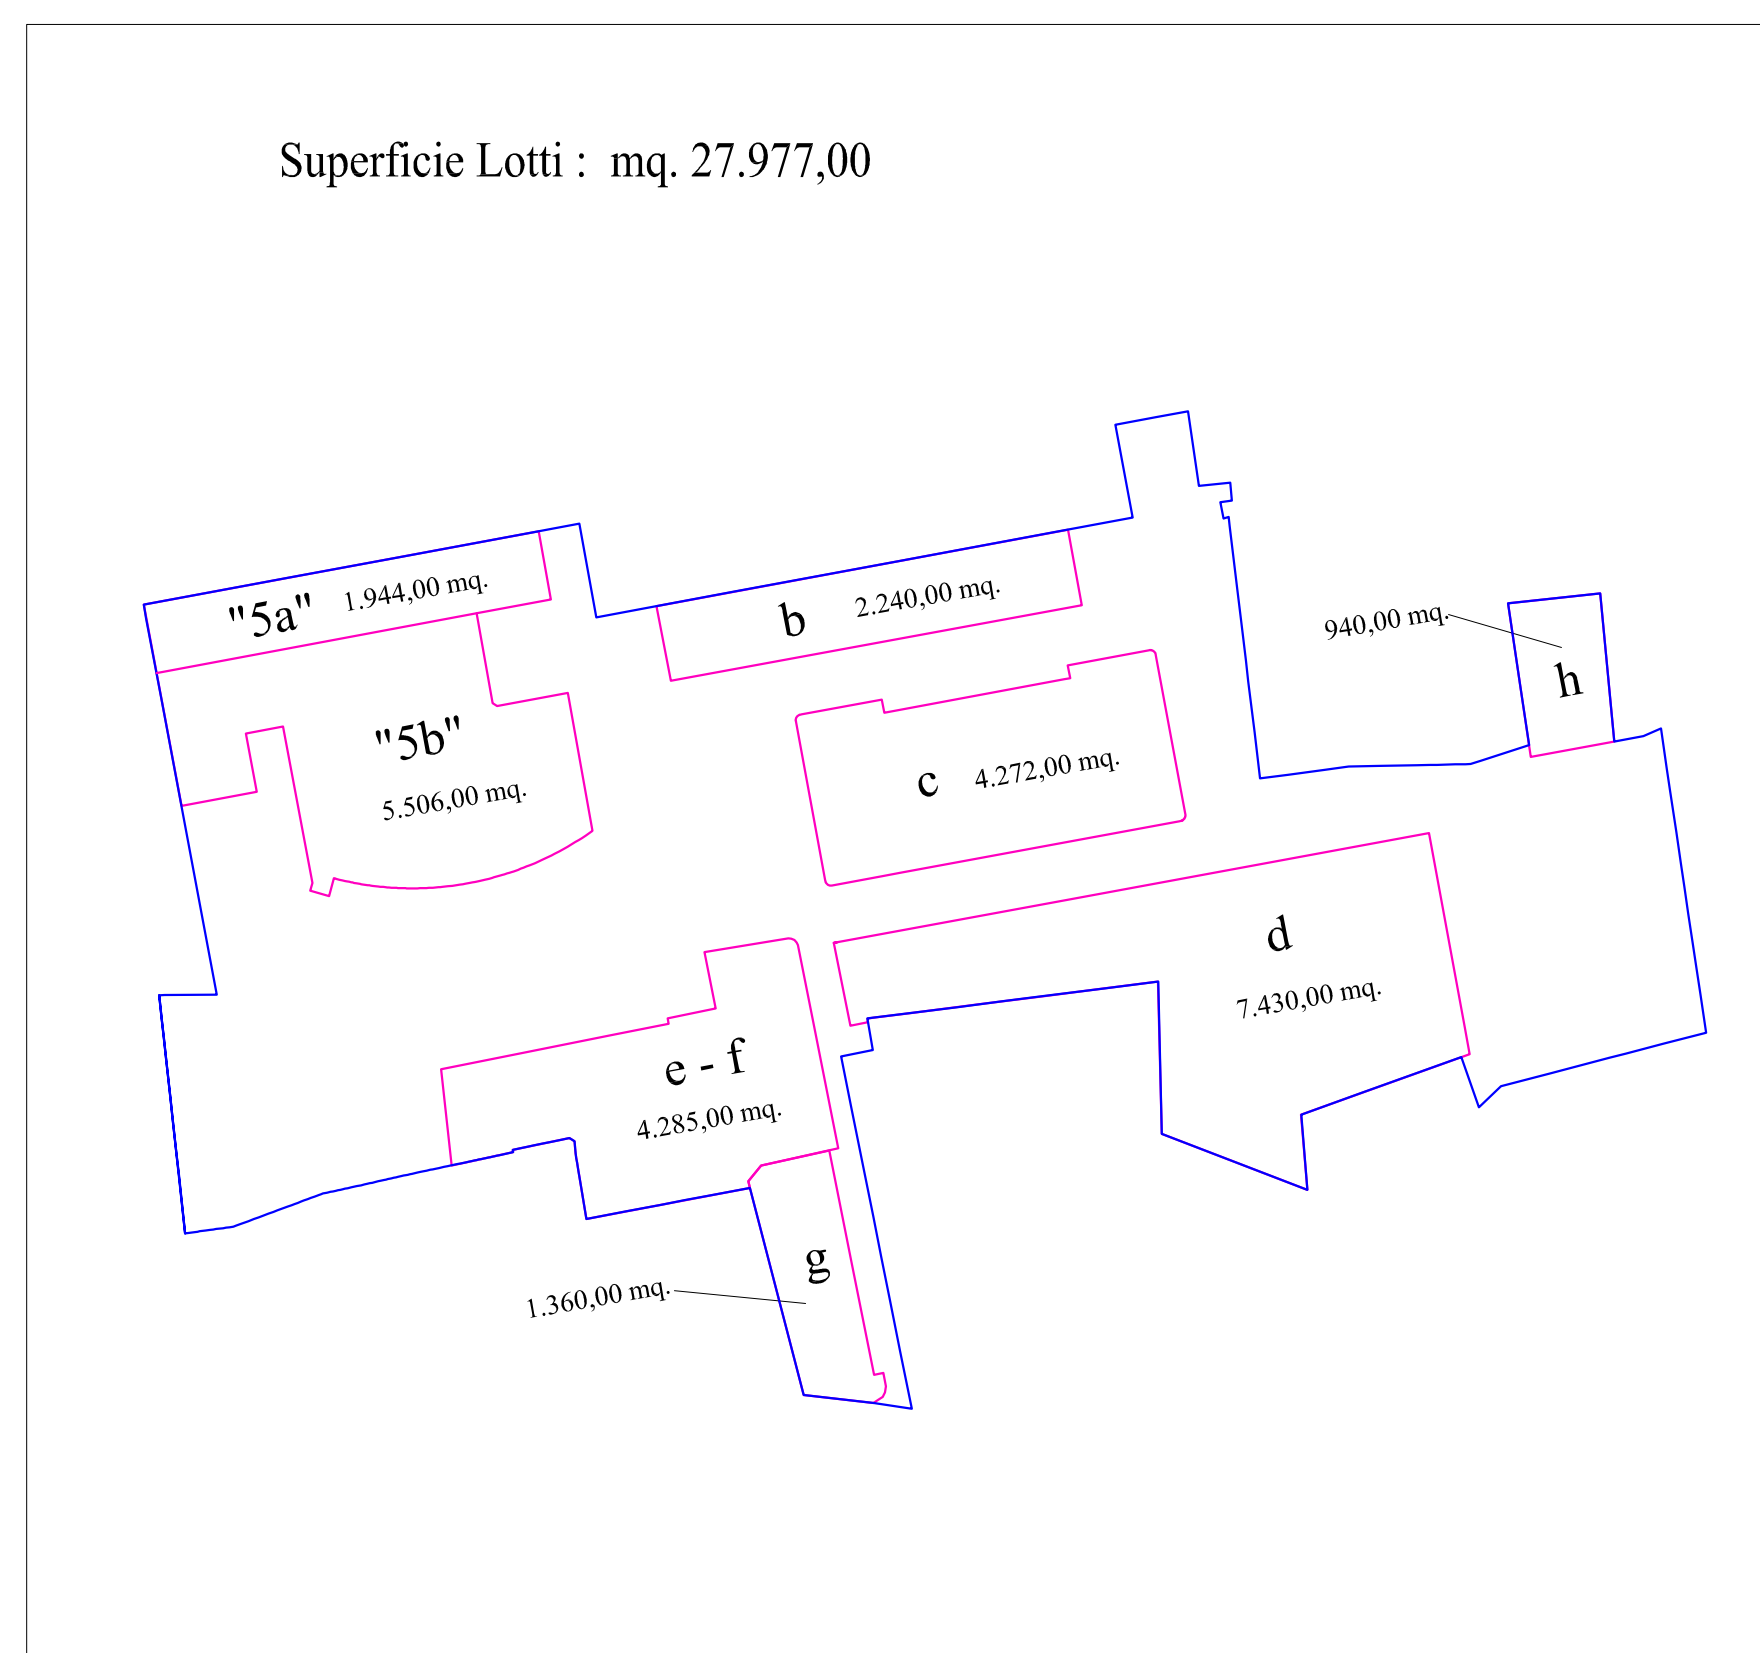 Superficie Lotti :  mq. 27.977,00
"5a" 1.944,00 mq.
b 2.240,00 mq.
940,00 mq.
h
"5b"
5.506,00 mq.
c 4.272,00 mq.
d
7.430,00 mq.
e - f
4.285,00 mq.
g
1.360,00 mq.